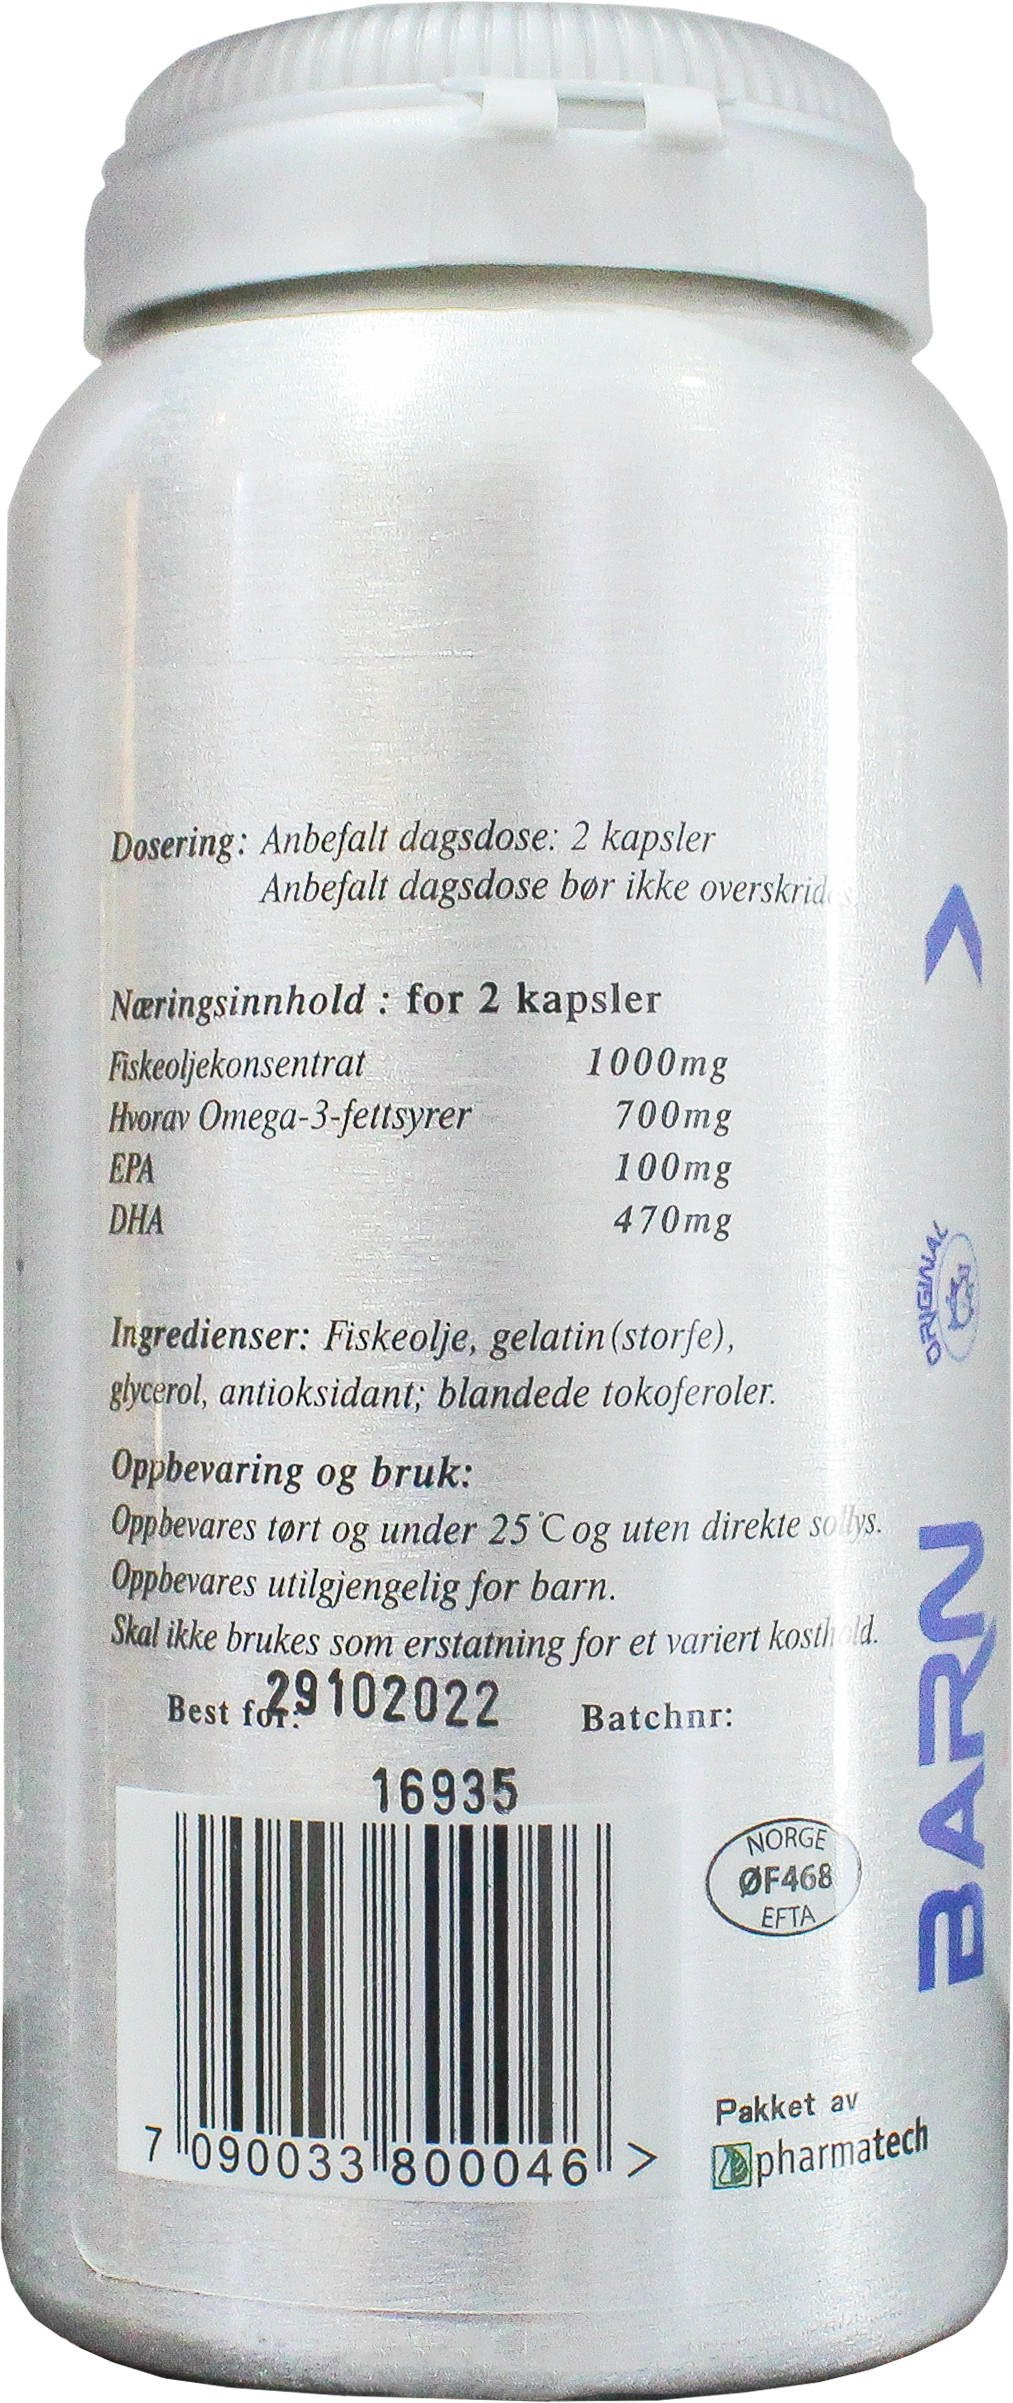 Dosering: Anbefalt dagsdose: 2 kapsler
Anbefalt dagsdose bør ikke overskrides
Næringsinnhold : for 2 kapsler
Fiskeoljekonsentrat 1000mg
Hvorav Omega-3-fettsyrer 700mg
EPA 100mg
DHA 470mg
Ingredienser: Fiskeolje, gelatin (storfe),
glycerol, antioksidant; blandede tokoferoler.
Oppbevaring og bruk:
Oppbevares tørt og under 25°C og uten direkte sollys.
Oppbevares utilgjengelig for barn.
Skal ikke brukes som erstatning for et variert kosthold.
Best for: 29102022 Batchnr:
16935
7 090033 800046 >
NORGE
ØF468
EFTA
Pakket av
pharmatech
ORIGINAL
BARN